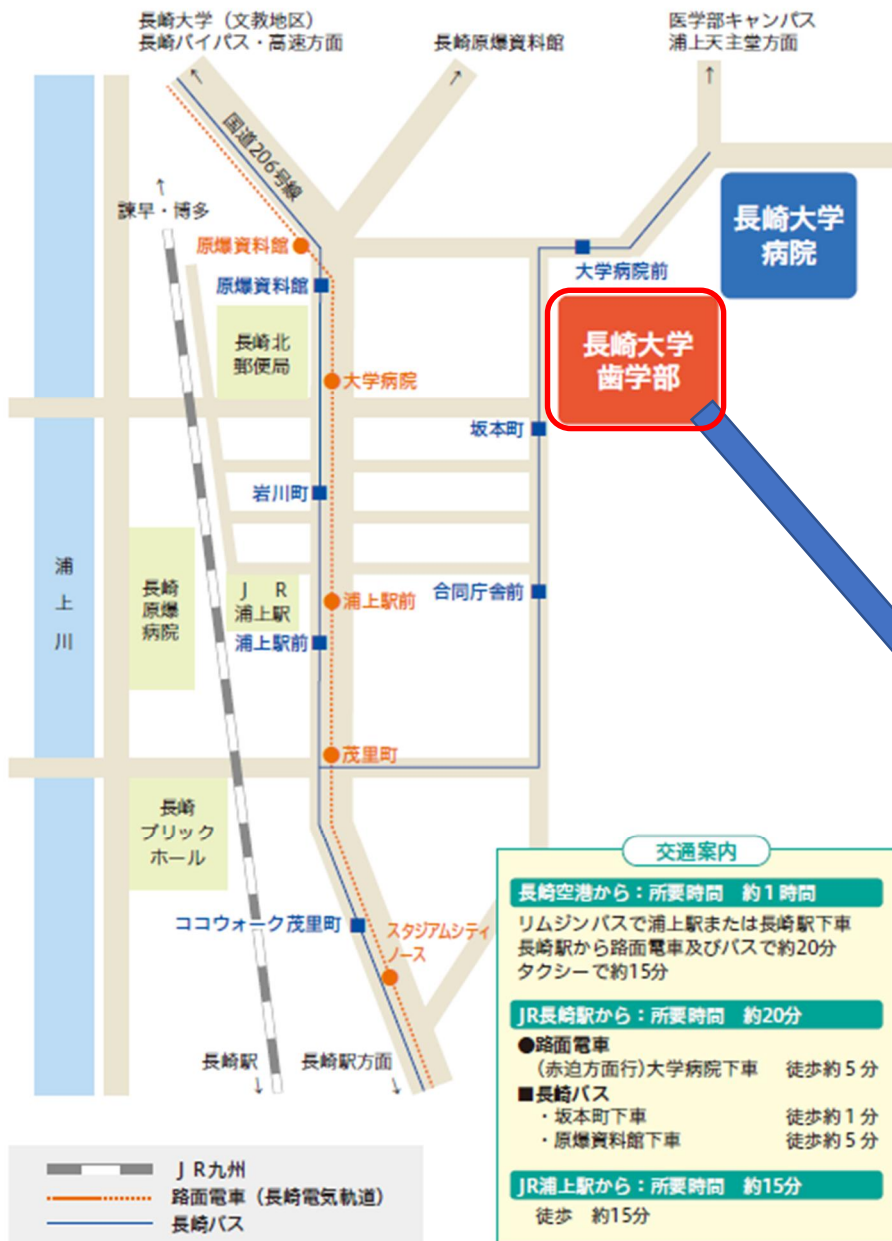 長崎大学（文教地区）
長崎バイパス・高速方面
長崎原爆資料館
医学部キャンパス
浦上天主堂方面
←
↑
↑
国道206号線
↑
諫早・博多
原爆資料館
原爆資料館
長崎北
郵便局
大学病院
大学病院前
長崎大学
病院
長崎大学
歯学部
坂本町
岩川町
浦上川
長崎
原爆
病院
ＪＲ
浦上駅
浦上駅前
浦上駅前
合同庁舎前
茂里町
長崎
ブリック
ホール
ココウォーク茂里町
スタジアムシティ
ノース
長崎駅
↓
長崎駅方面
↓
ＪＲ九州
路面電車（長崎電気軌道）
長崎バス
交通案内
長崎空港から：所要時間　約１時間
リムジンバスで浦上駅または長崎駅下車
長崎駅から路面電車及びバスで約20分
タクシーで約15分
JR長崎駅から：所要時間　約20分
●路面電車
(赤迫方面行)大学病院下車　徒歩約５分
■長崎バス
・坂本町下車　徒歩約１分
・原爆資料館下車　徒歩約５分
JR浦上駅から：所要時間　約15分
徒歩　約15分